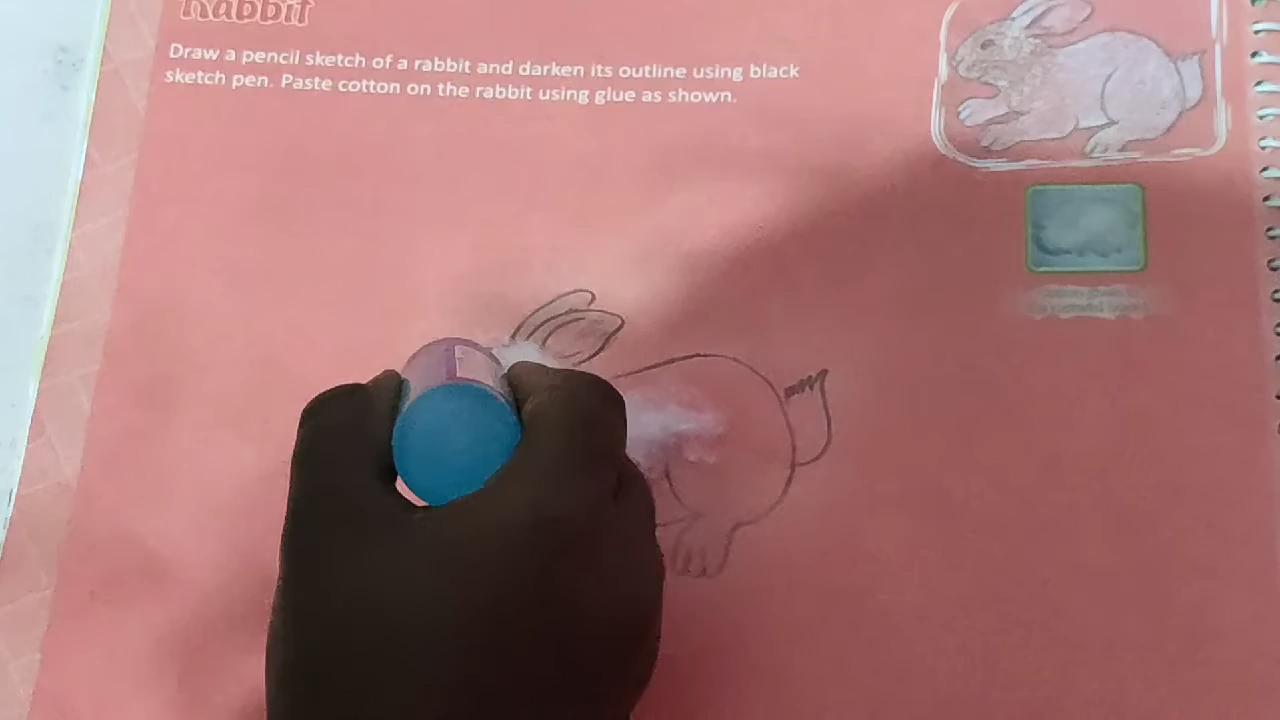 Rabbit
Draw a pencil sketch of a rabbit and darken its outline using black
sketch pen. Paste cotton on the rabbit using glue as shown.